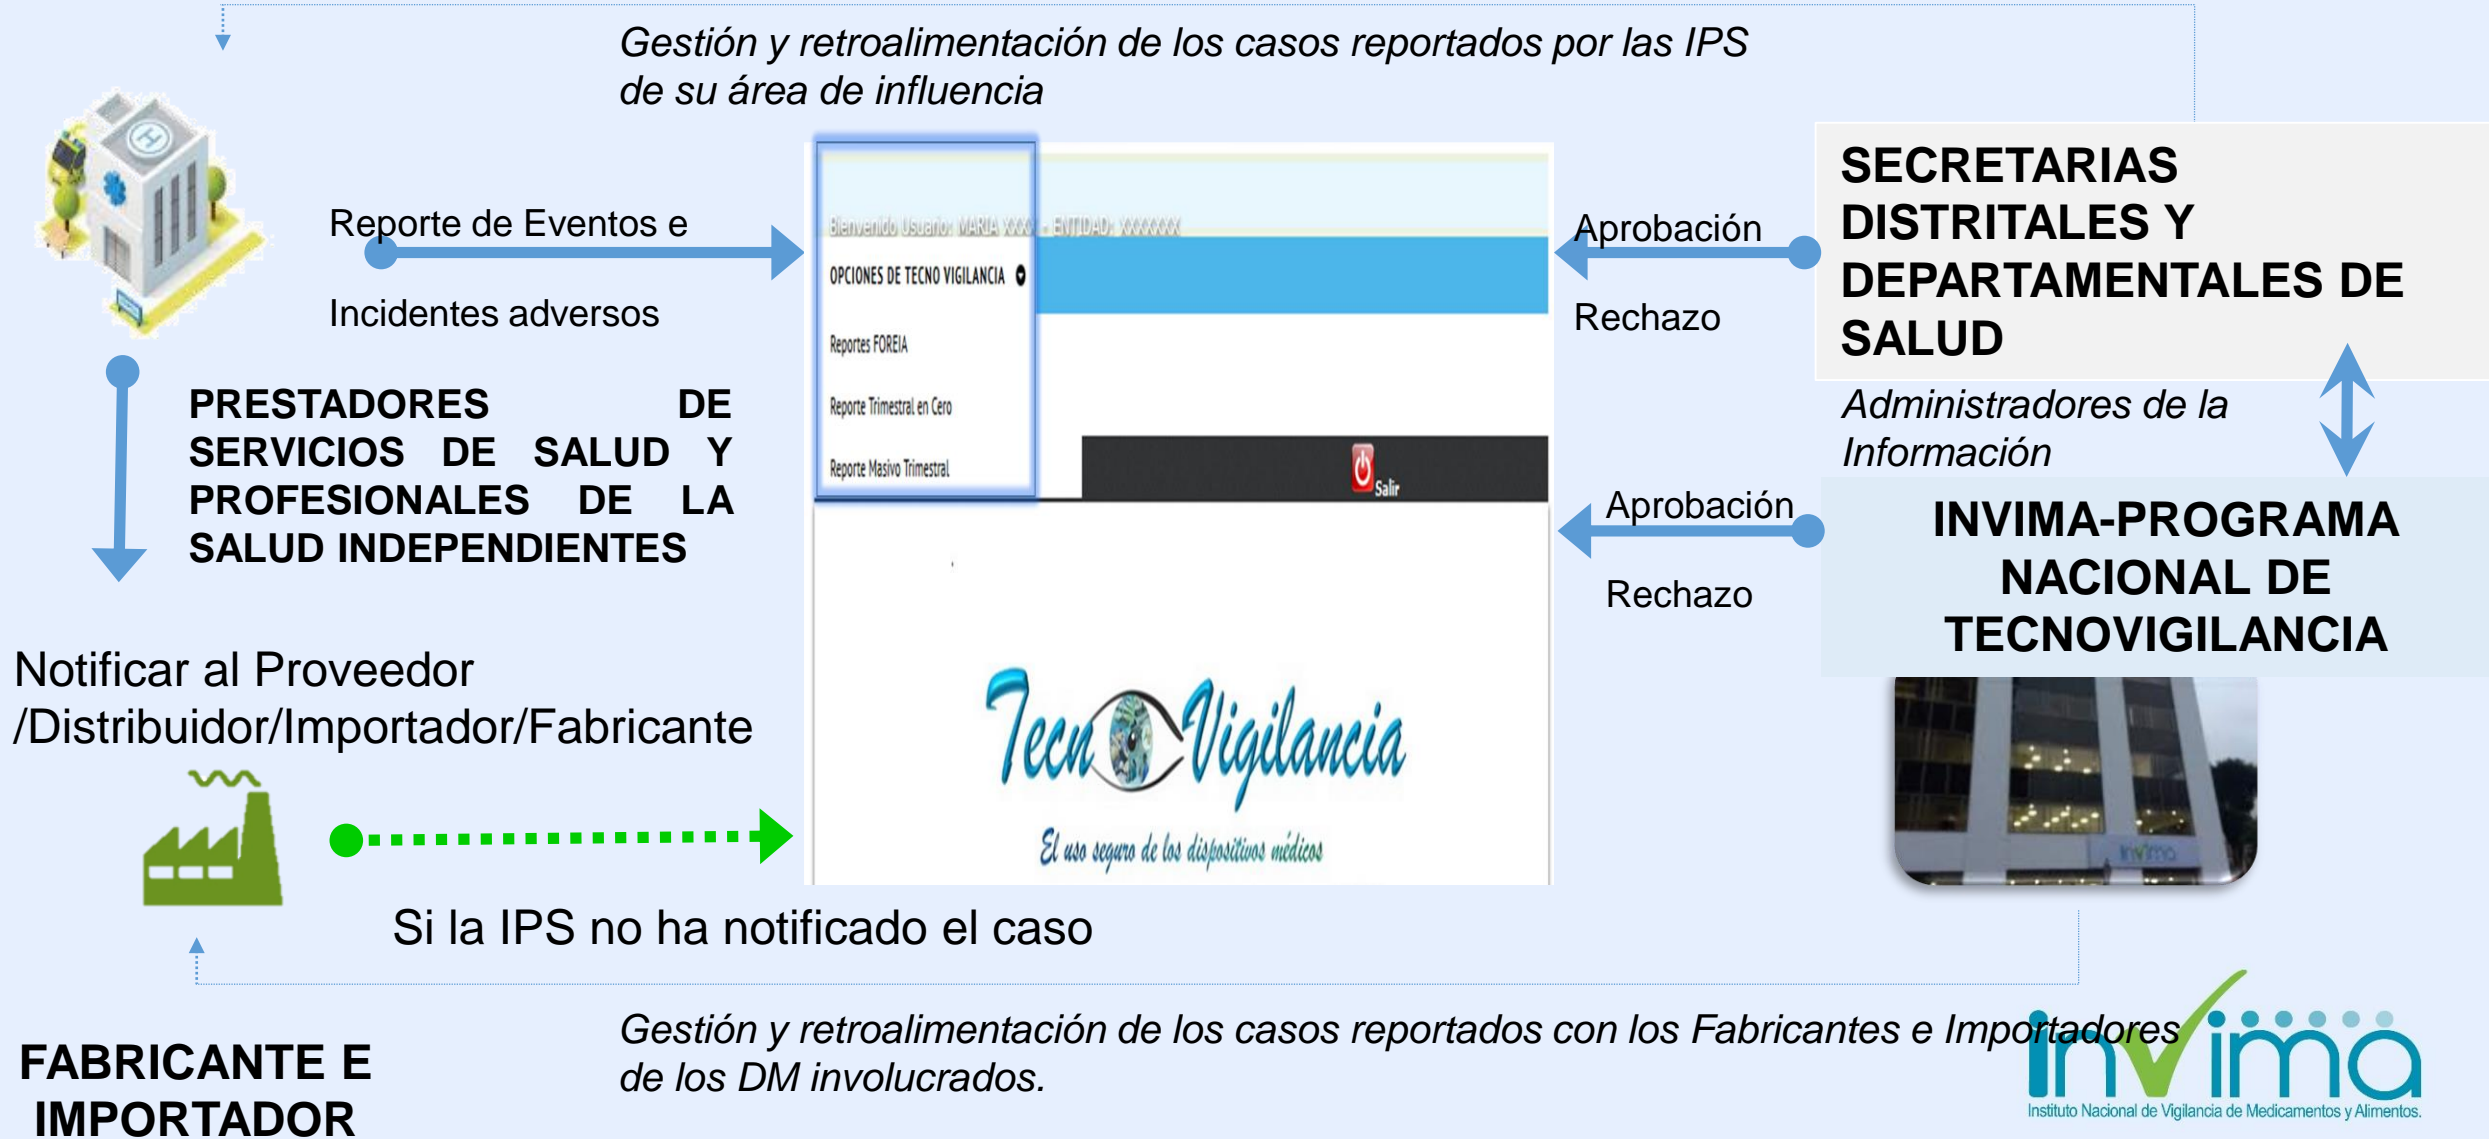 Gestión y retroalimentación de los casos reportados por las IPS
de su área de influencia
Reporte de Eventos e
Incidentes adversos
PRESTADORES DE
SERVICIOS DE SALUD Y
PROFESIONALES DE LA
SALUD INDEPENDIENTES
Notificar al Proveedor
/Distribuidor/Importador/Fabricante
Bienvenido Usuario: MARIA XXXX - ENTIDAD: XXXXXXXX
OPCIONES DE TECNO VIGILANCIA
Reportes FOREIA
Reporte Trimestral en Cero
Reporte Masivo Trimestral
Salir
TecnoVigilancia
El uso seguro de los dispositivos médicos
Aprobación
Rechazo
SECRETARIAS
DISTRITALES Y
DEPARTAMENTALES DE
SALUD
Administradores de la
Información
Aprobación
Rechazo
INVIMA-PROGRAMA
NACIONAL DE
TECNOVIGILANCIA
invima
Si la IPS no ha notificado el caso
FABRICANTE E
IMPORTADOR
Gestión y retroalimentación de los casos reportados con los Fabricantes e Importadores
de los DM involucrados.
invima
Instituto Nacional de Vigilancia de Medicamentos y Alimentos.